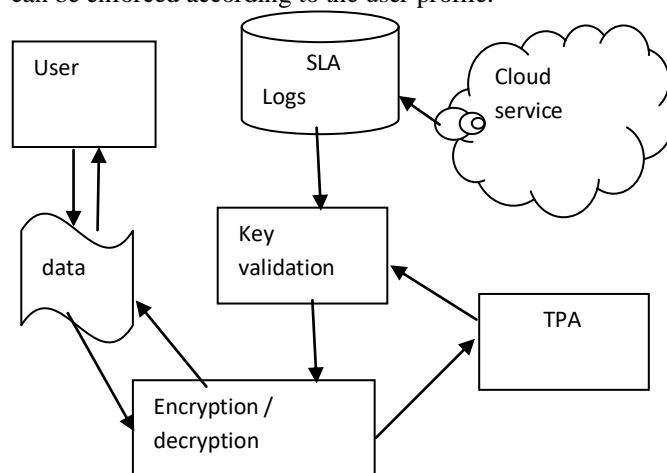 can be enforced according to the user profile.
User
SLA
Logs
Cloud
service
data
Key
validation
TPA
Encryption /
decryption